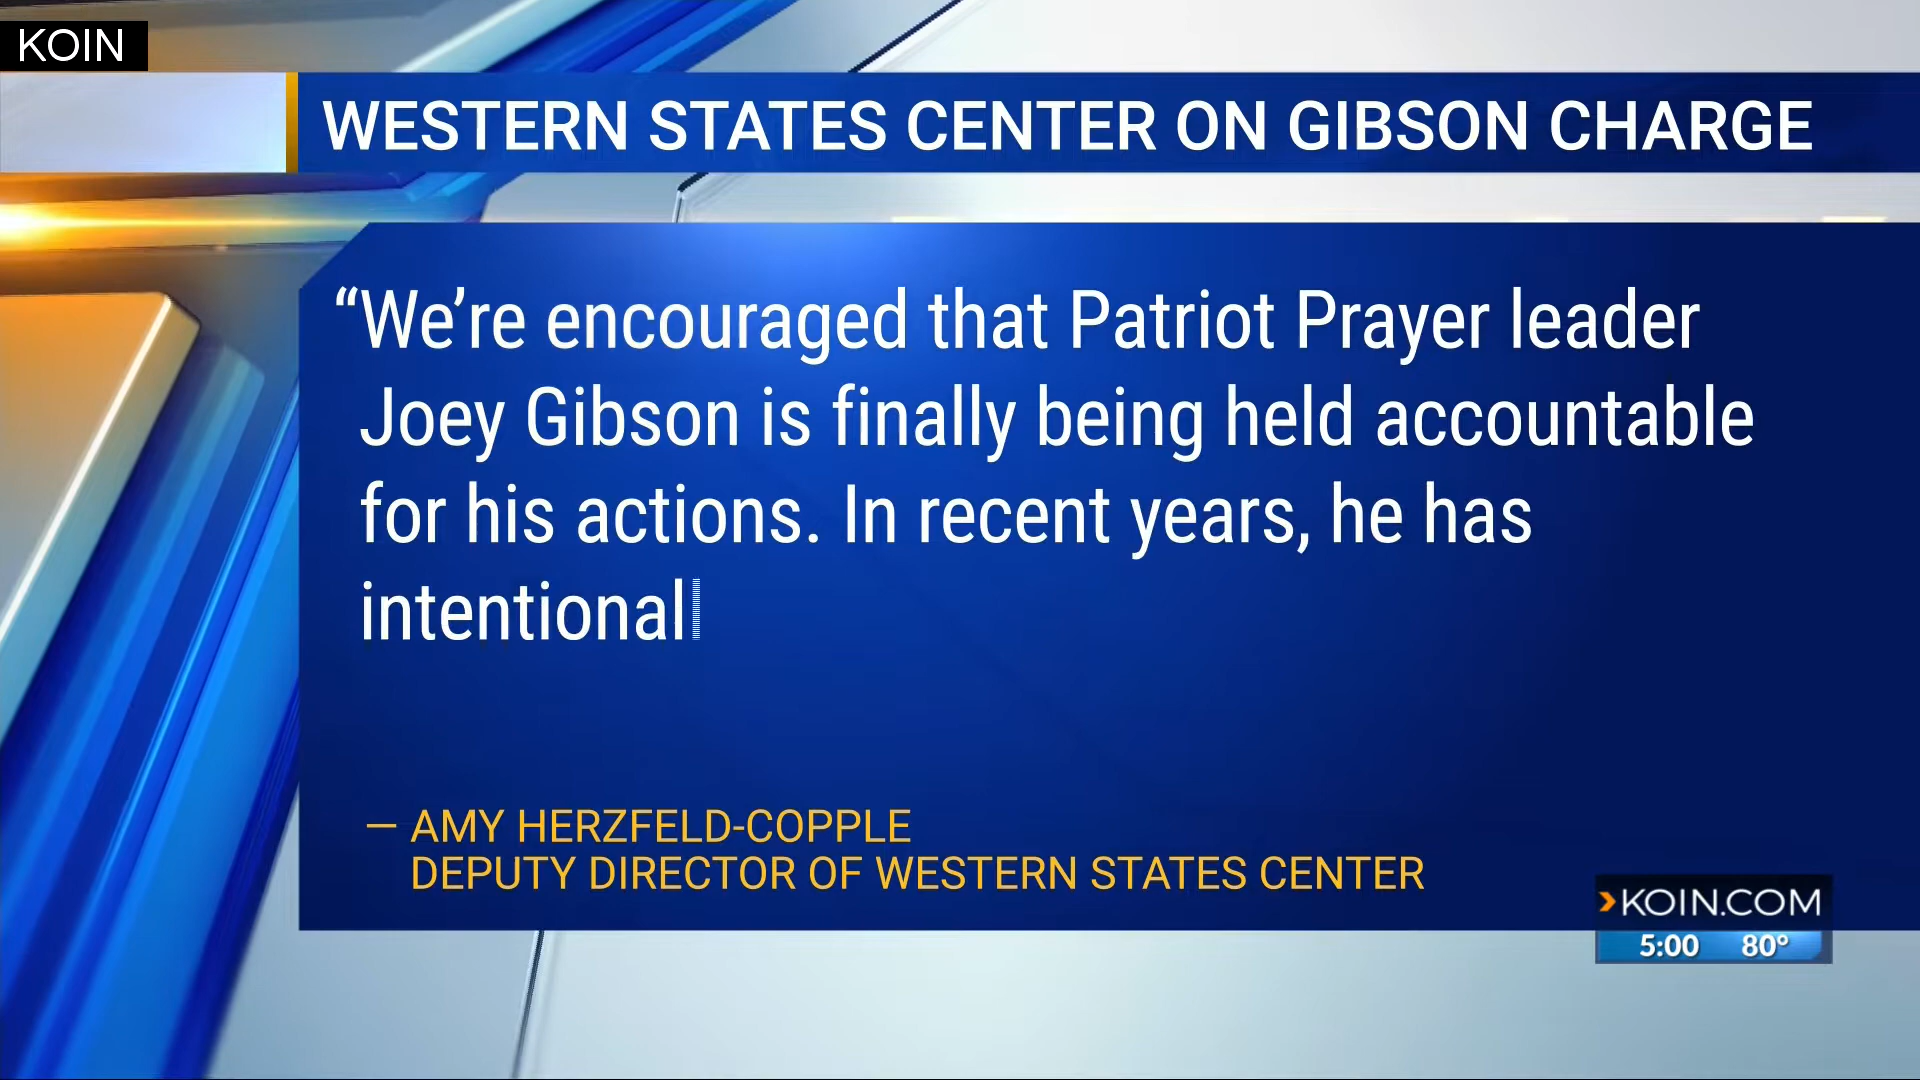 KOIN
WESTERN STATES CENTER ON GIBSON CHARGE
“We’re encouraged that Patriot Prayer leader
Joey Gibson is finally being held accountable
for his actions. In recent years, he has
intentional
— AMY HERZFELD-COPPLE
DEPUTY DIRECTOR OF WESTERN STATES CENTER
KOIN.COM
5:00 80°